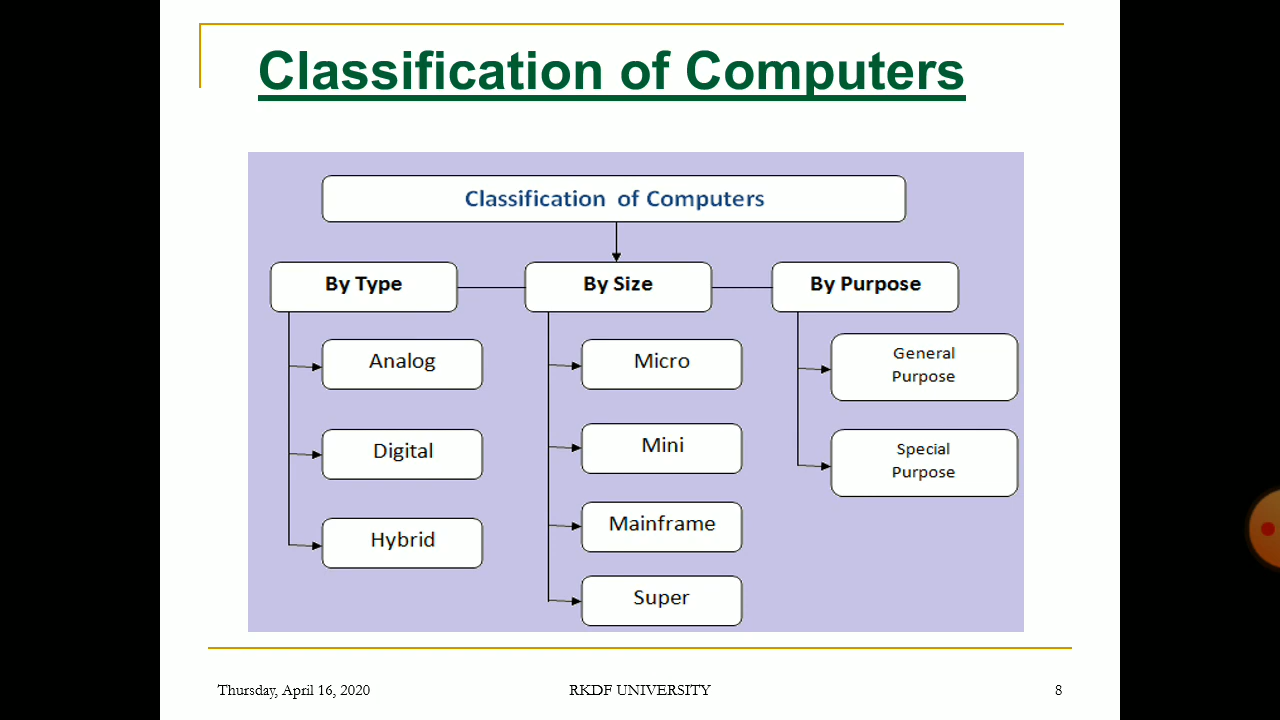 Classification of Computers
Classification of Computers
By Type
By Size
By Purpose
Analog
Digital
Hybrid
Micro
Mini
Mainframe
Super
General
Purpose
Special
Purpose
Thursday, April 16, 2020
RKDF UNIVERSITY
8